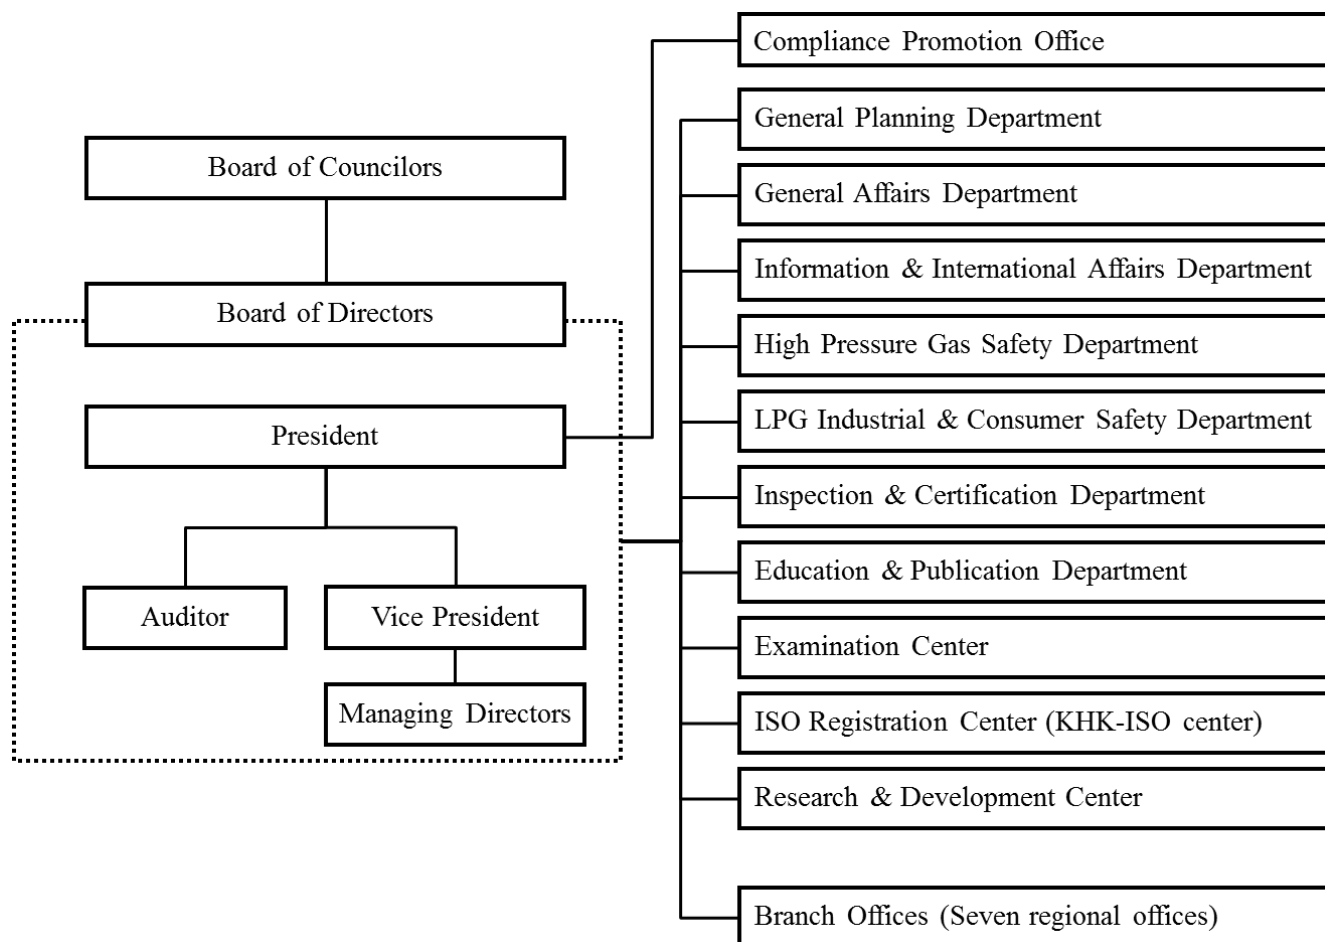 Board of Councilors
Board of Directors
President
Auditor
Vice President
Managing Directors
Compliance Promotion Office
General Planning Department
General Affairs Department
Information & International Affairs Department
High Pressure Gas Safety Department
LPG Industrial & Consumer Safety Department
Inspection & Certification Department
Education & Publication Department
Examination Center
ISO Registration Center (KHK-ISO center)
Research & Development Center
Branch Offices (Seven regional offices)